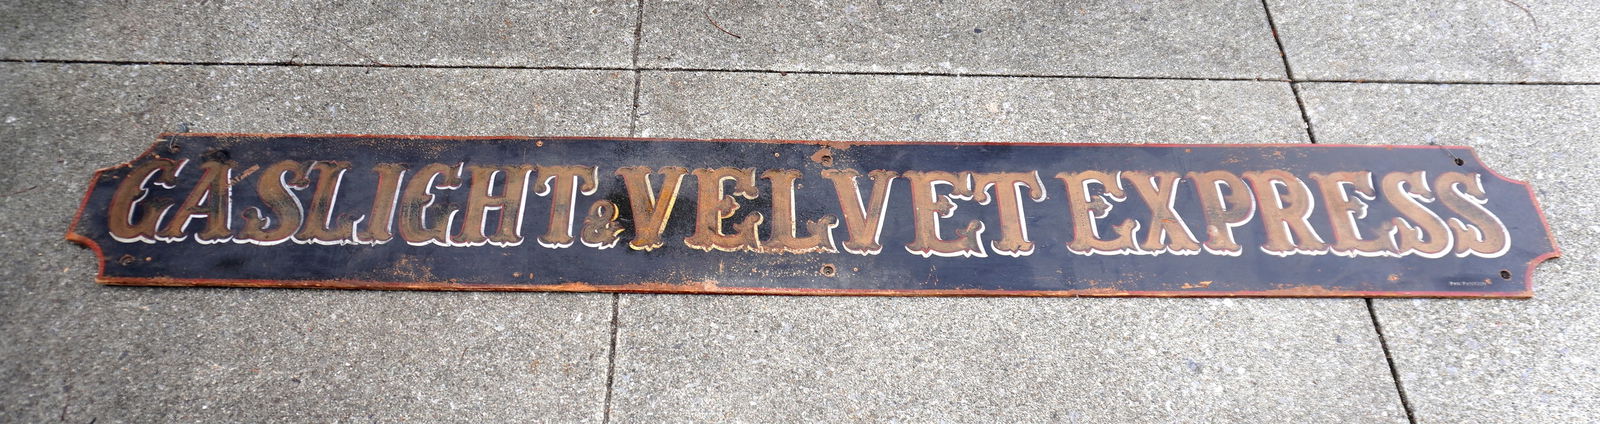 GASLIGHT & VELVET EXPRESS